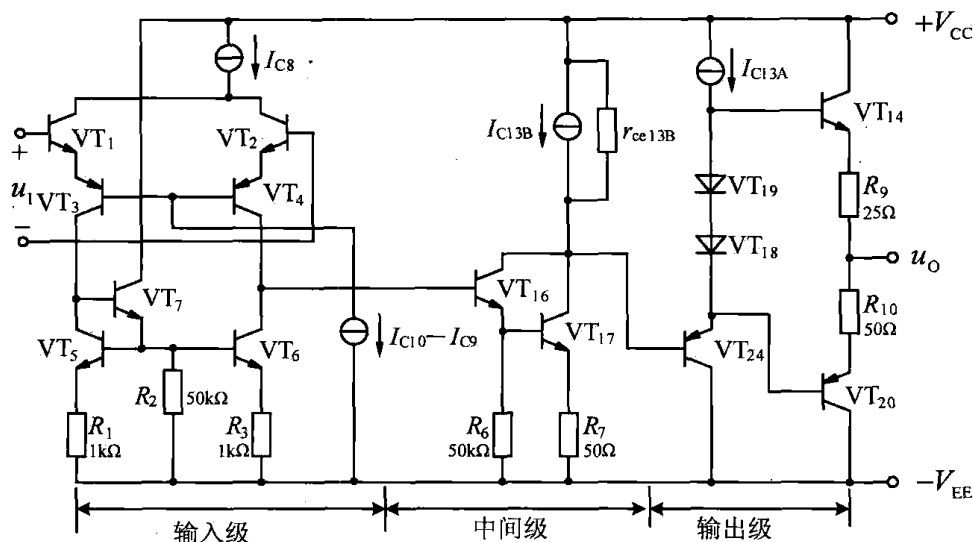 +V_CC
I_C8
I_C13A
VT_1
VT_2
I_C13B
r_ce13B
VT_14
+
u_I
VT_3
VT_4
VT_19
R_9
25Ω
−
VT_18
u_O
VT_7
VT_16
R_10
50Ω
VT_5
VT_6
I_C10−I_C9
VT_17
VT_24
R_2
50kΩ
VT_20
R_1
1kΩ
R_3
1kΩ
R_6
50kΩ
R_7
50Ω
−V_EE
输入级
中间级
输出级